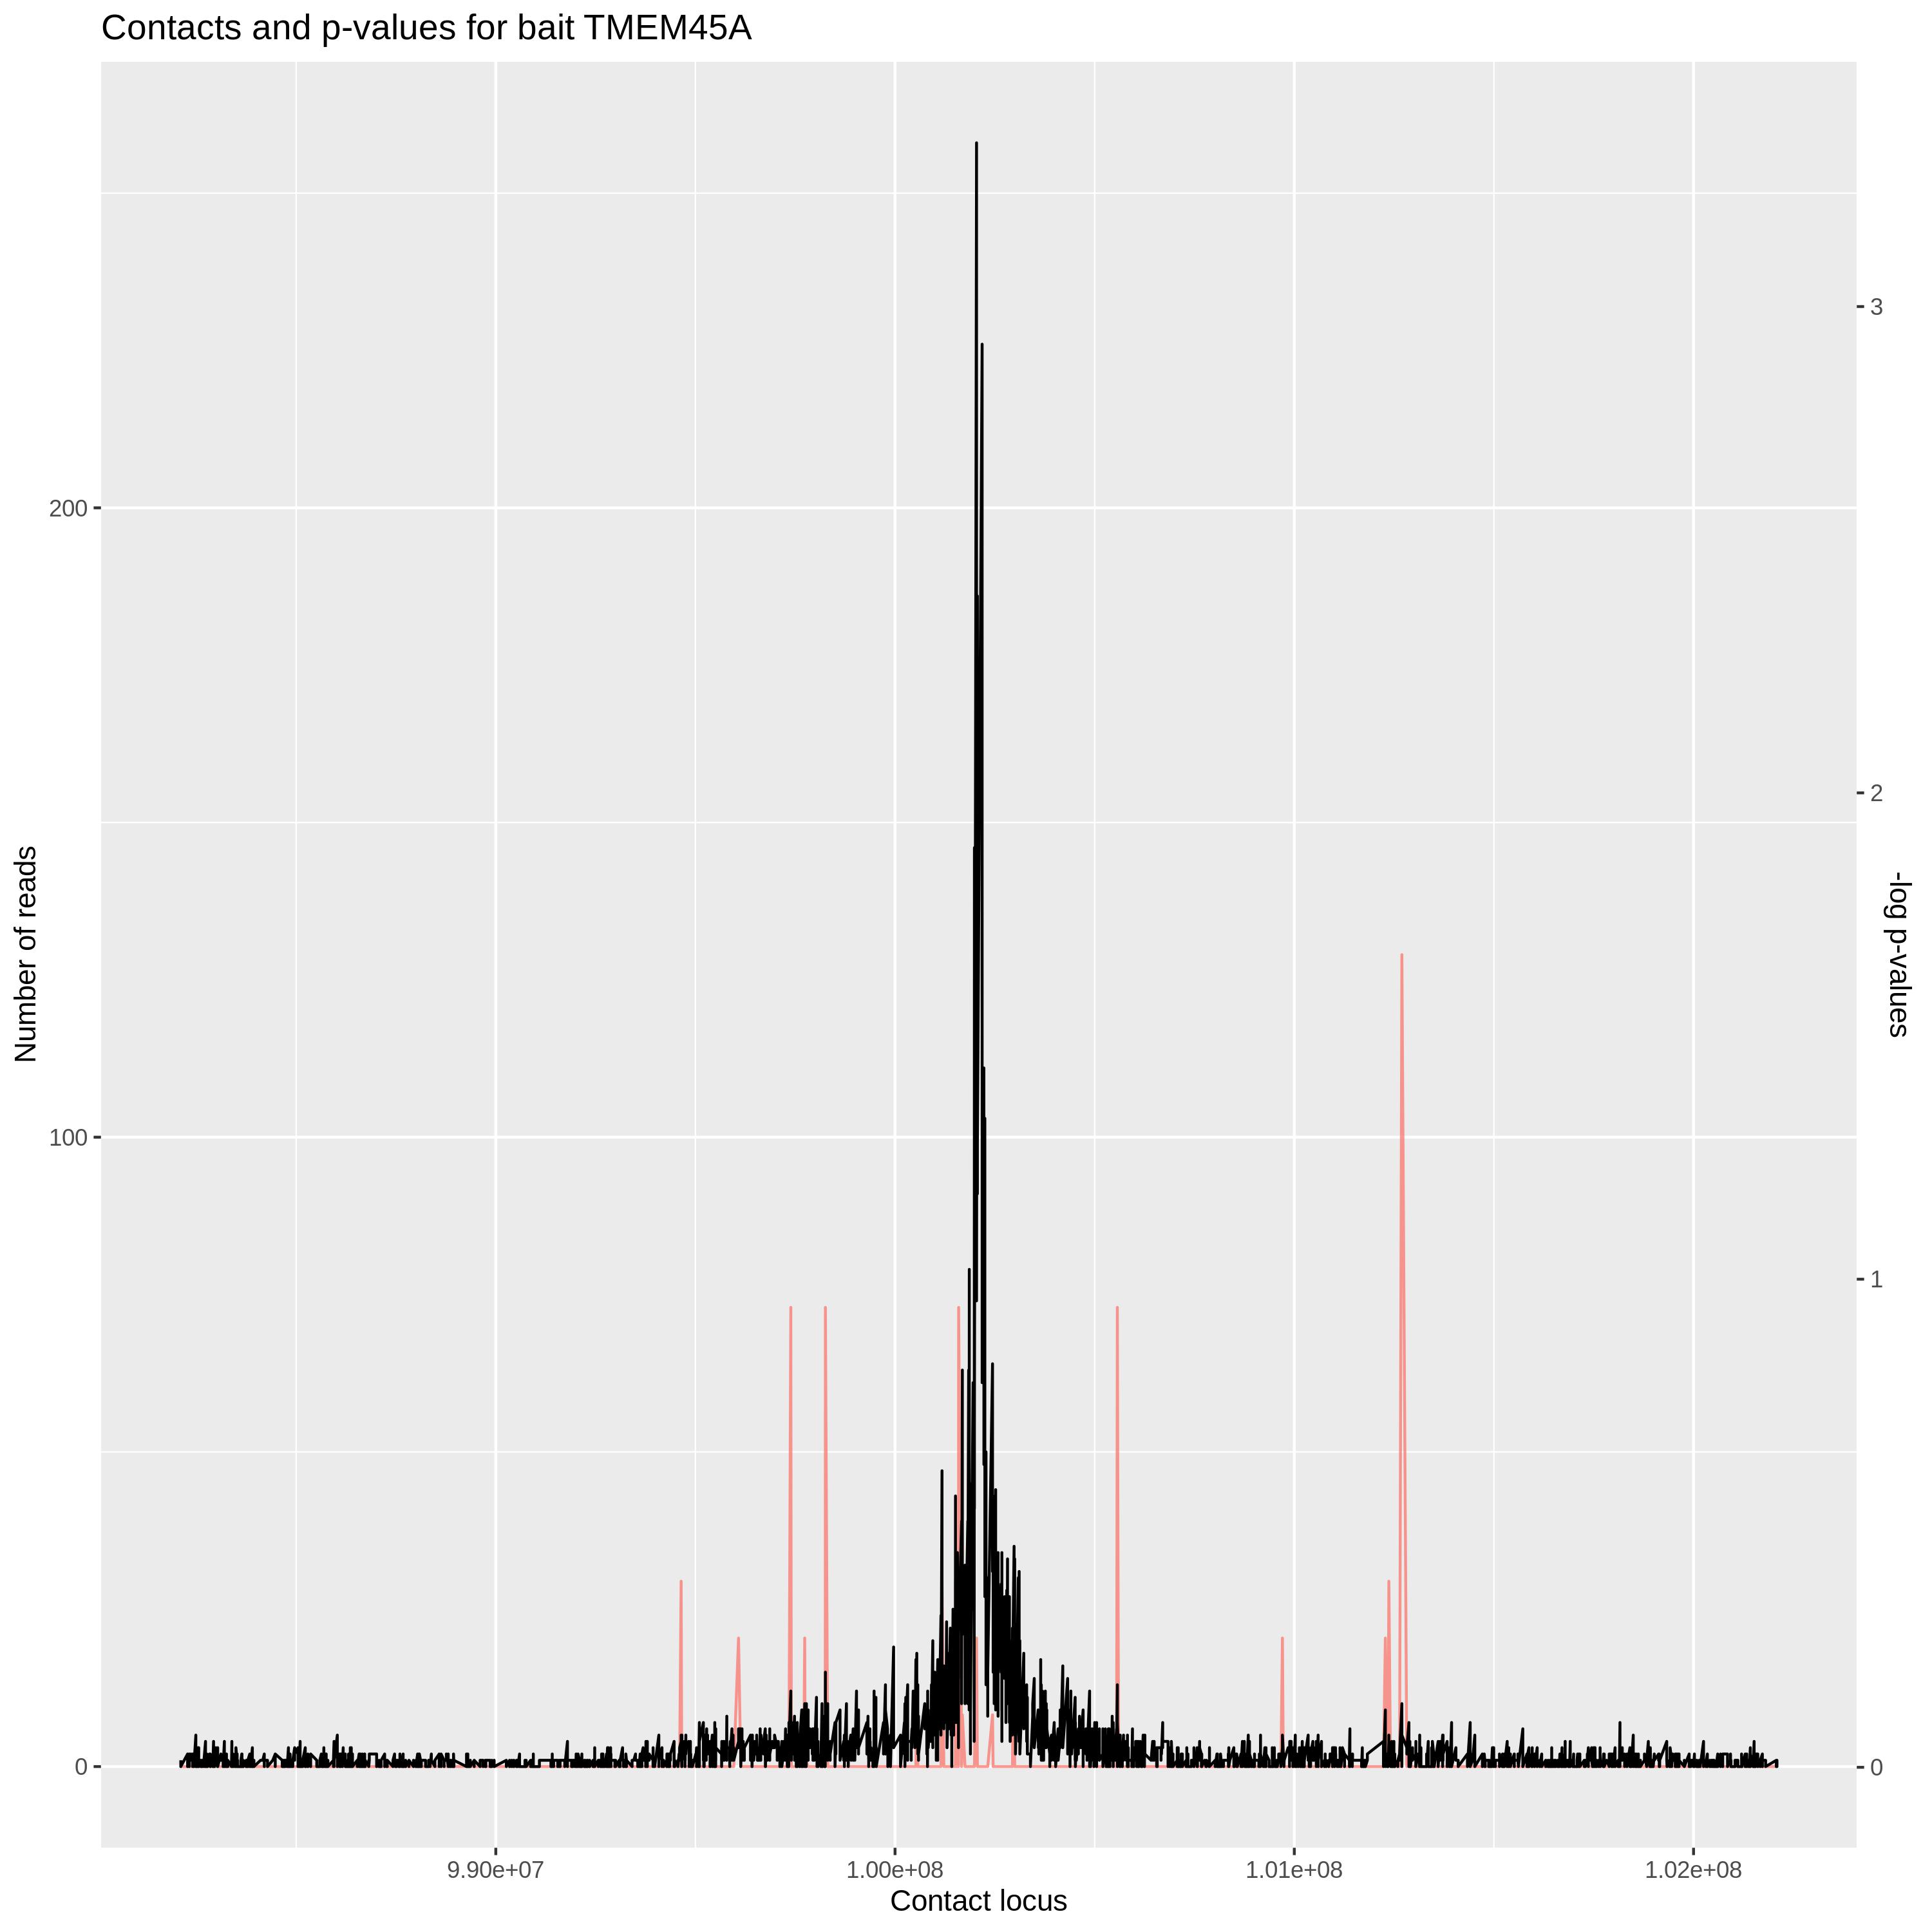 Contacts and p-values for bait TMEM45A
Number of reads
200
100
0
3
2
1
0
-log p-values
9.90e+07
1.00e+08
1.01e+08
1.02e+08
Contact locus